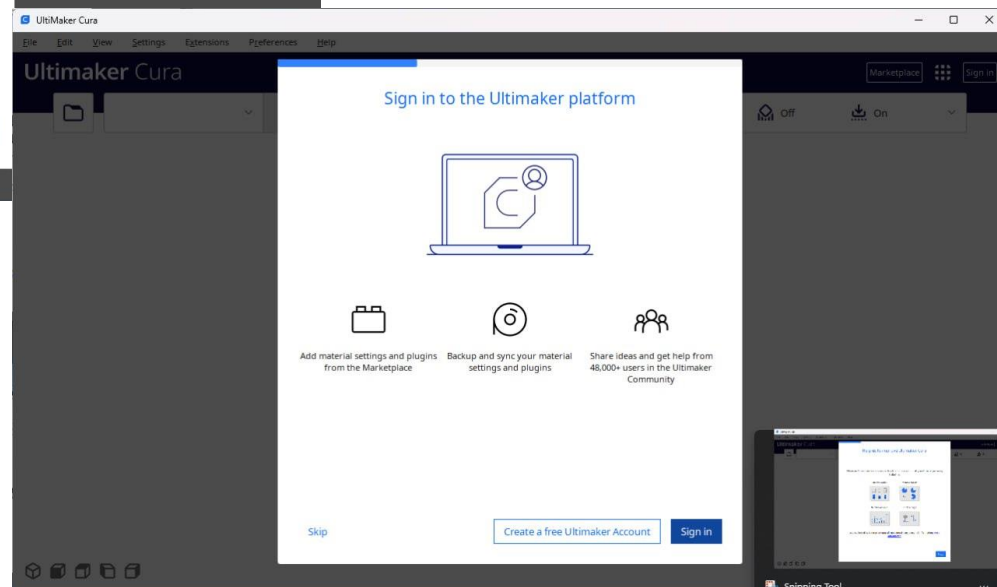 UltiMaker Cura
File Edit View Settings Extensions Preferences Help
Ultimaker Cura
Marketplace
Sign in
Off
On
Sign in to the Ultimaker platform
Add material settings and plugins
from the Marketplace
Backup and sync your material
settings and plugins
Share ideas and get help from
48,000+ users in the Ultimaker
Community
Skip
Create a free Ultimaker Account
Sign in
Snipping Tool